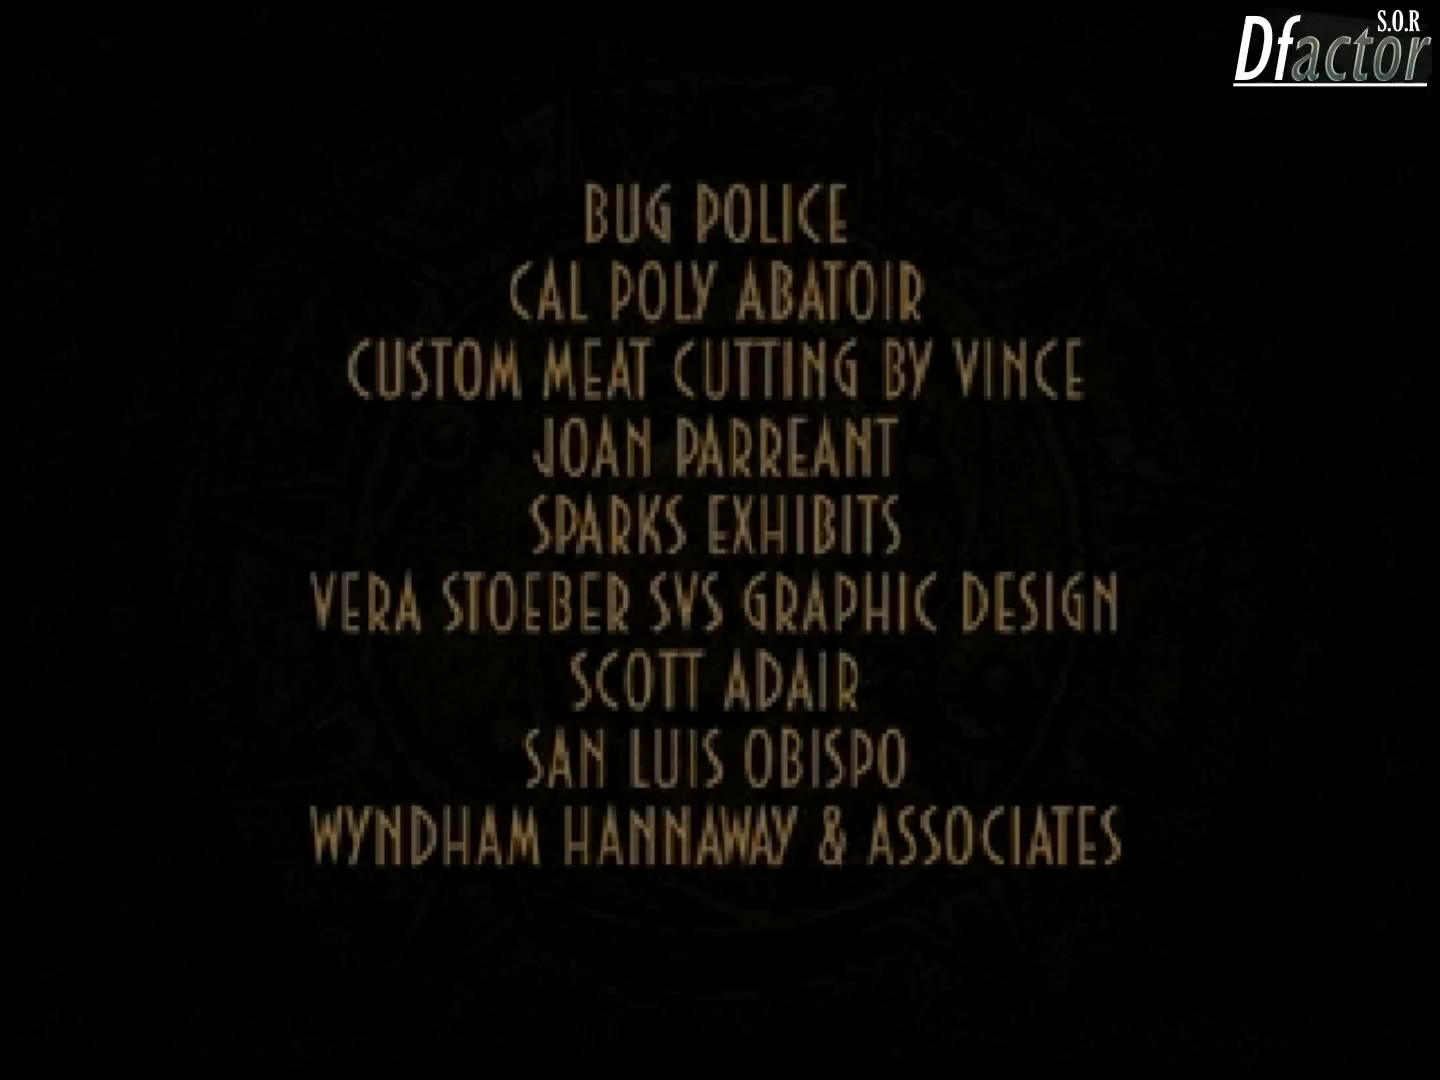 S.O.R
Dfactor
BUG POLICE
CAL POLY ABATOIR
CUSTOM MEAT CUTTING BY VINCE
JOAN PARREANT
SPARKS EXHIBITS
VERA STOEBER SVS GRAPHIC DESIGN
SCOTT ADAIR
SAN LUIS OBISPO
WYNDHAM HANNAWAY & ASSOCIATES